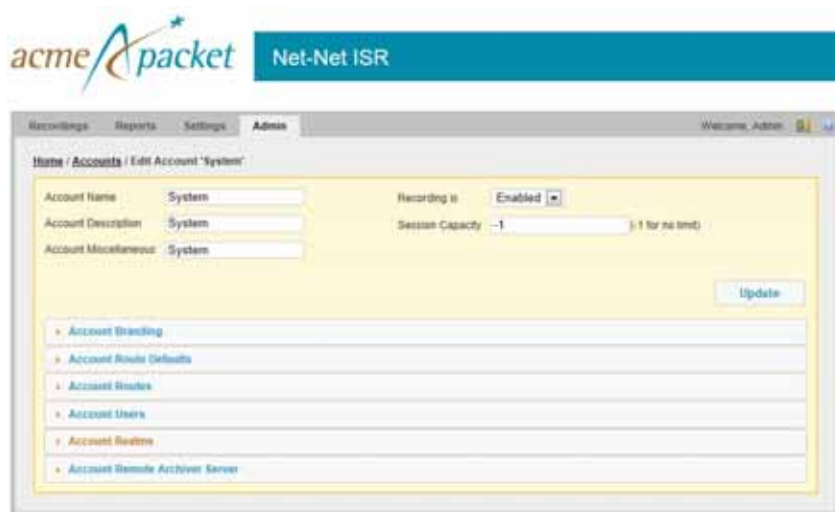 acme packet
Net-Net ISR
Recordings Reports Settings Admin Welcome, Admin
Home / Accounts / Edit Account 'System'
Account Name System Recording is Enabled
Account Description System Session Capacity -1 (-1 for no limit)
Account Miscellaneous System
Update
Account Branding
Account Route Defaults
Account Routes
Account Users
Account Realms
Account Remote Archiver Server